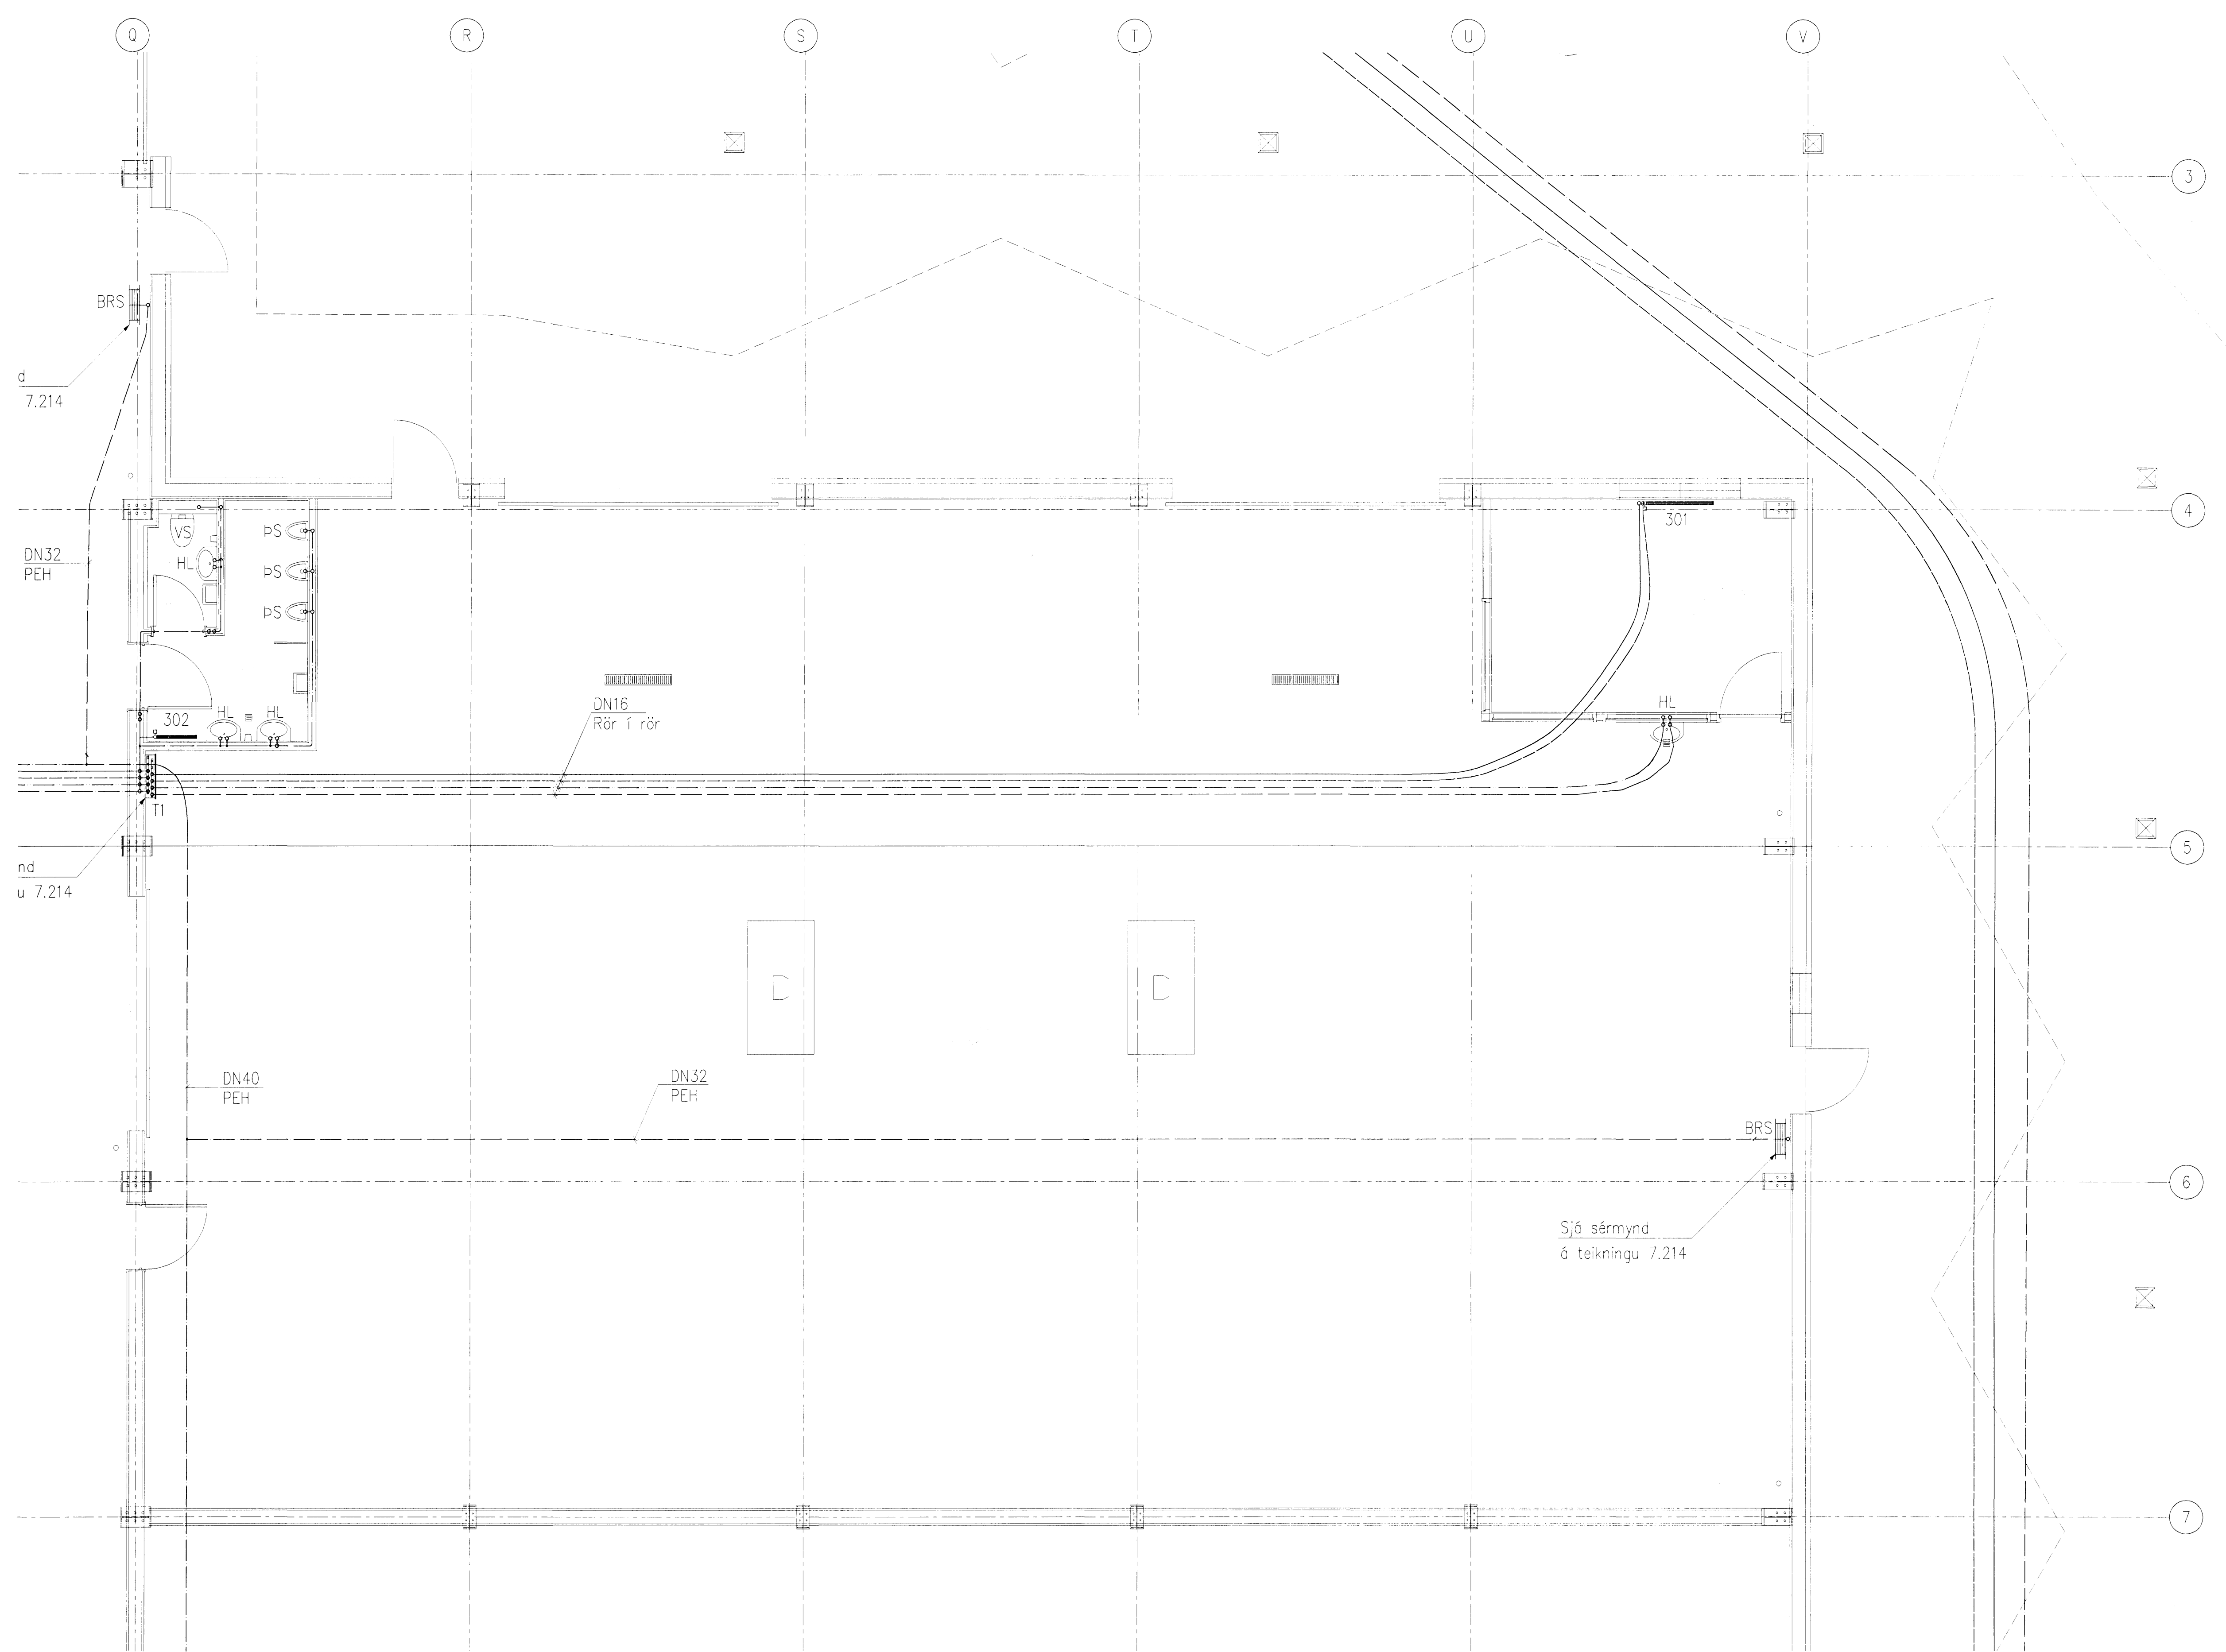 Q
R
S
T
U
V
3
BRS
d
7.214
VS
ÞS
301
4
DN32
PEH
HL
ÞS
ÞS
302
HL
HL
DN16
Rör í rör
HL
T1
5
nd
u 7.214
D
D
DN40
PEH
DN32
PEH
BRS
6
Sjá sérmynd
á teikningu 7.214
7